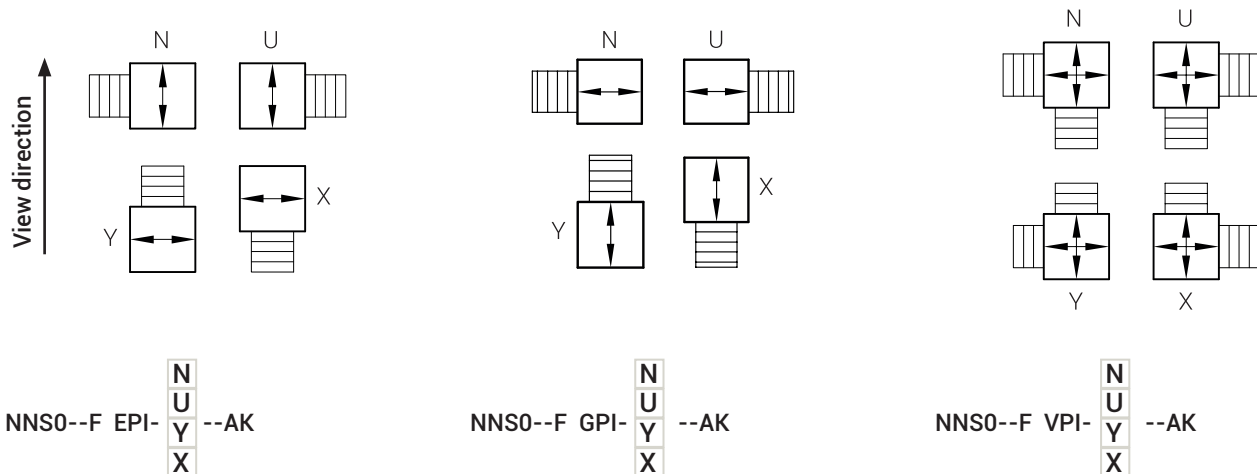 View direction
N U
Y X
N U
Y X
N U
Y X
NNS0--F EPI- N U Y X --AK
NNS0--F GPI- N U Y X --AK
NNS0--F VPI- N U Y X --AK